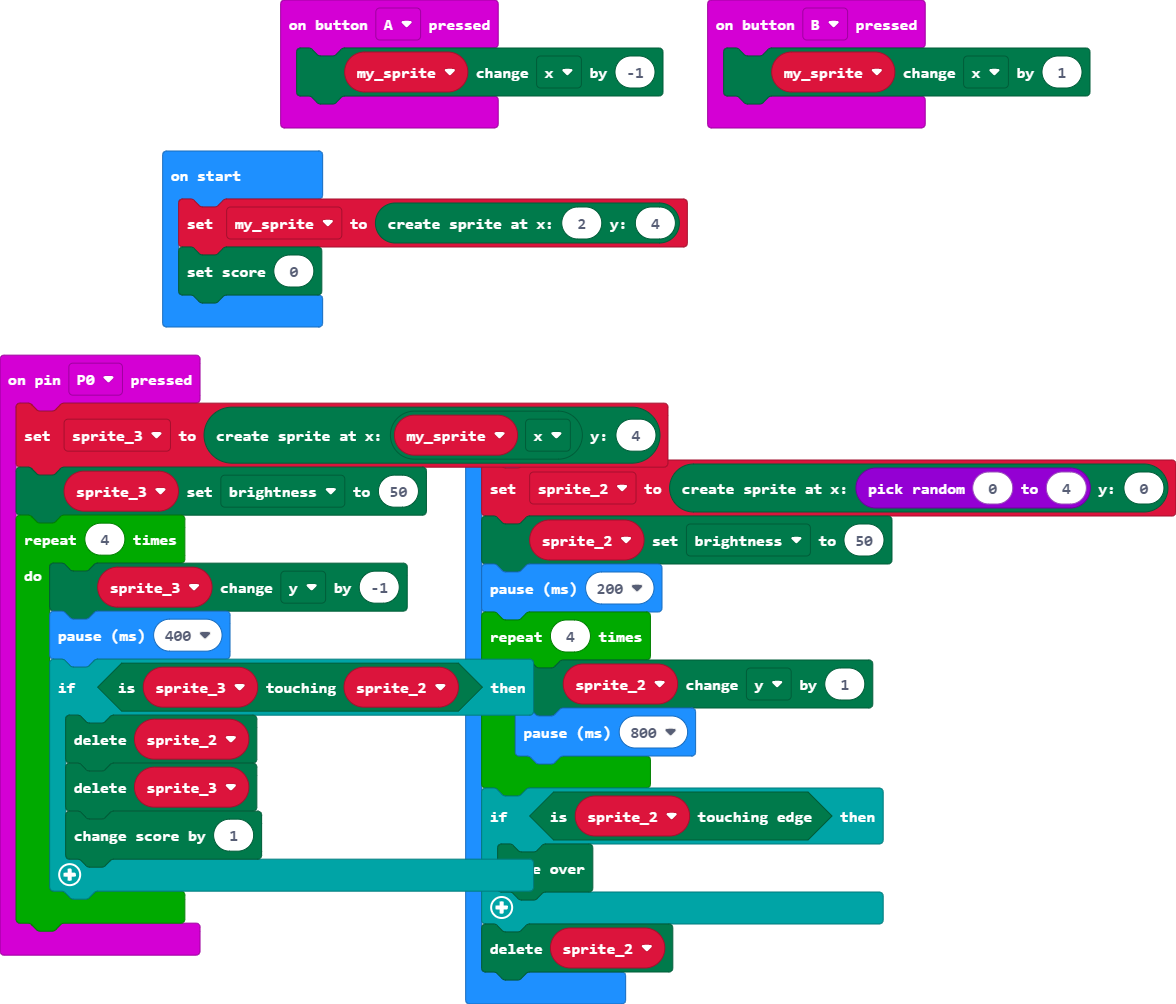 on button A pressed
my_sprite change x by -1
on button B pressed
my_sprite change x by 1
on start
set my_sprite to create sprite at x: 2 y: 4
set score 0
on pin P0 pressed
set sprite_3 to create sprite at x: my_sprite x y: 4
sprite_3 set brightness to 50
repeat 4 times
do
sprite_3 change y by -1
pause (ms) 400
if is sprite_3 touching sprite_2 then
delete sprite_2
delete sprite_3
change score by 1
set sprite_2 to create sprite at x: pick random 0 to 4 y: 0
sprite_2 set brightness to 50
pause (ms) 200
repeat 4 times
sprite_2 change y by 1
pause (ms) 800
if is sprite_2 touching edge then
over
delete sprite_2